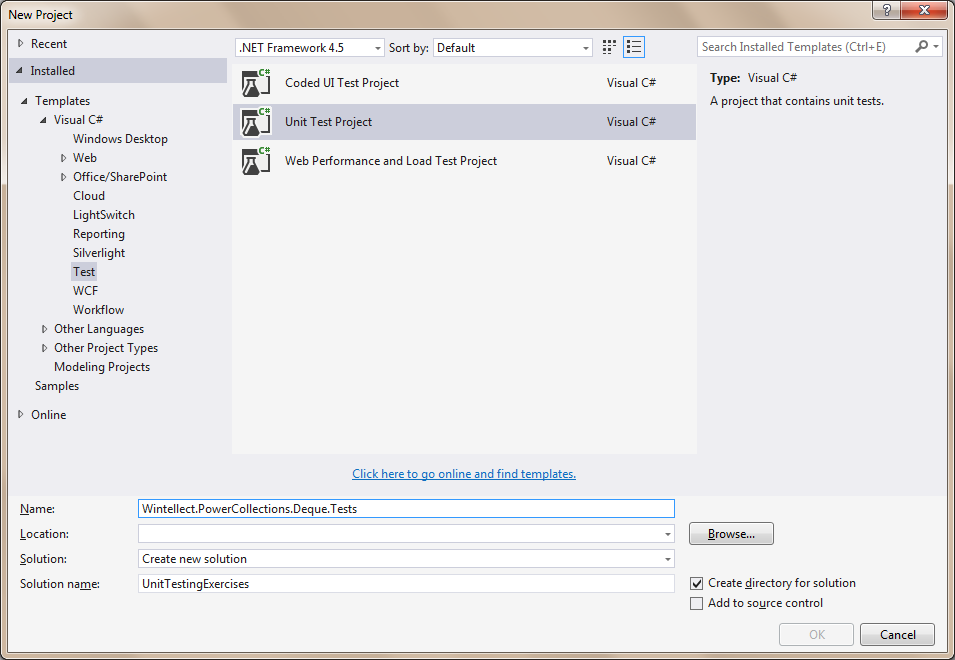 New Project
?
Recent
Installed
Templates
Visual C#
Windows Desktop
Web
Office/SharePoint
Cloud
LightSwitch
Reporting
Silverlight
Test
WCF
Workflow
Other Languages
Other Project Types
Modeling Projects
Samples
Online
.NET Framework 4.5 Sort by: Default
C# Coded UI Test Project Visual C#
C# Unit Test Project Visual C#
C# Web Performance and Load Test Project Visual C#
Search Installed Templates (Ctrl+E)
Type: Visual C#
A project that contains unit tests.
Click here to go online and find templates.
Name: Wintellect.PowerCollections.Deque.Tests
Location: Browse...
Solution: Create new solution
Solution name: UnitTestingExercises
Create directory for solution
Add to source control
OK Cancel